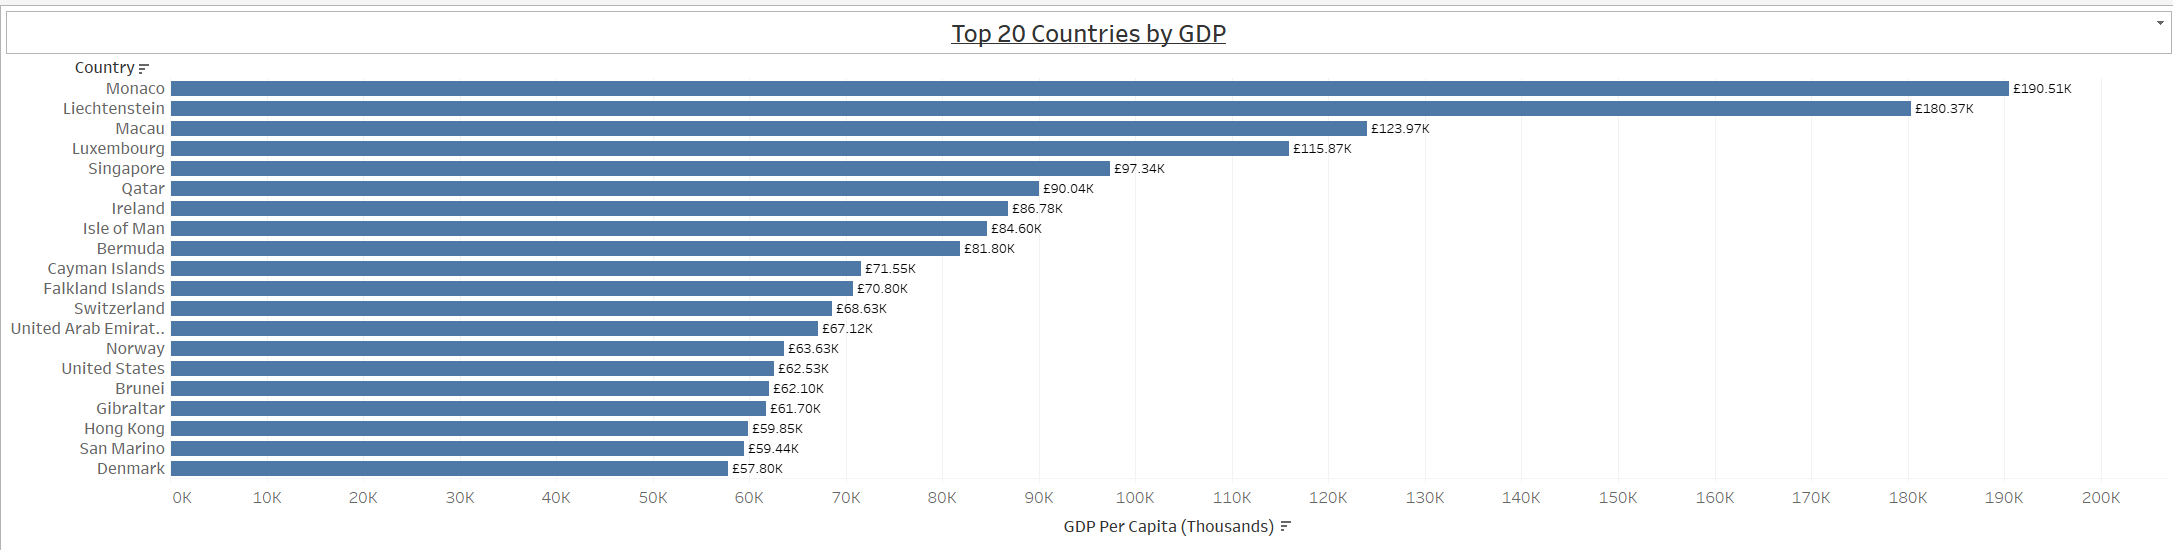 Top 20 Countries by GDP
Country
Monaco £190.51K
Liechtenstein £180.37K
Macau £123.97K
Luxembourg £115.87K
Singapore £97.34K
Qatar £90.04K
Ireland £86.78K
Isle of Man £84.60K
Bermuda £81.80K
Cayman Islands £71.55K
Falkland Islands £70.80K
Switzerland £68.63K
United Arab Emirat.. £67.12K
Norway £63.63K
United States £62.53K
Brunei £62.10K
Gibraltar £61.70K
Hong Kong £59.85K
San Marino £59.44K
Denmark £57.80K
0K 10K 20K 30K 40K 50K 60K 70K 80K 90K 100K 110K 120K 130K 140K 150K 160K 170K 180K 190K 200K
GDP Per Capita (Thousands)